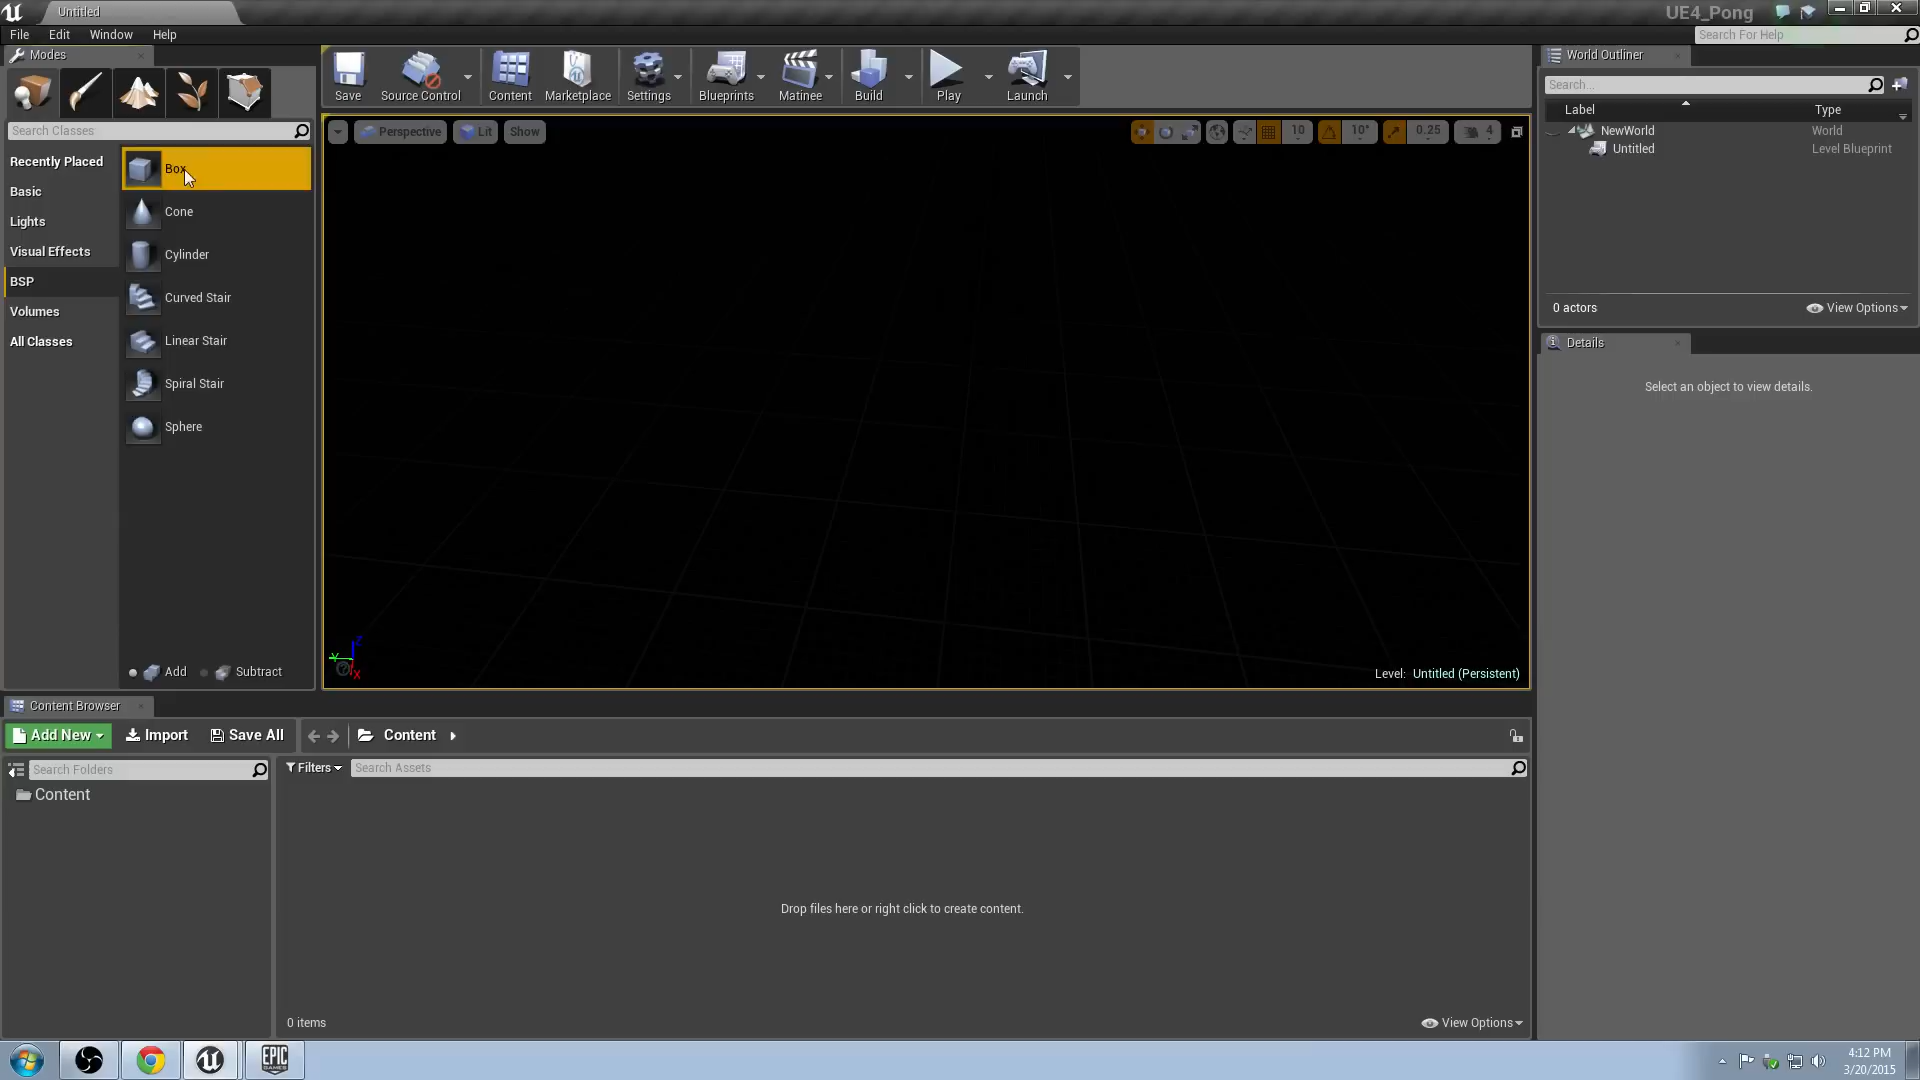 Untitled
UE4_Pong
File Edit Window Help
Search For Help
Modes
Search Classes
Recently Placed
Basic
Lights
Visual Effects
BSP
Volumes
All Classes
Box
Cone
Cylinder
Curved Stair
Linear Stair
Spiral Stair
Sphere
Add Subtract
Save Source Control Content Marketplace Settings Blueprints Matinee Build Play Launch
Perspective Lit Show
10 10° 0.25 4
Z
Y
X
Level: Untitled (Persistent)
World Outliner
Search...
Label Type
NewWorld World
Untitled Level Blueprint
0 actors View Options
Details
Select an object to view details.
Content Browser
Add New Import Save All Content
Search Folders
Content
Filters Search Assets
Drop files here or right click to create content.
0 items View Options
EPIC
GAMES
4:12 PM
3/20/2015